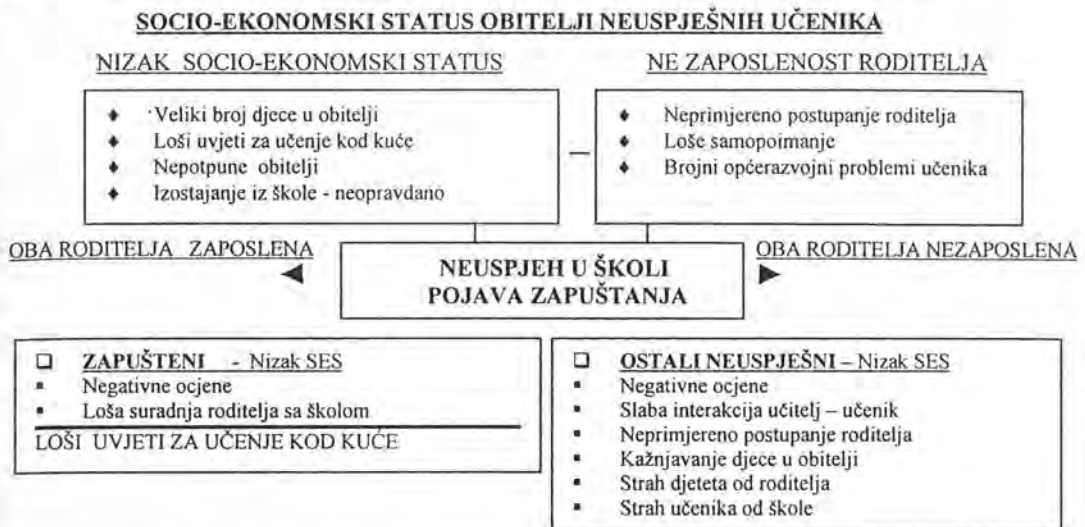 SOCIO-EKONOMSKI STATUS OBITELJI NEUSPJEŠNIH UČENIKA
NIZAK SOCIO-EKONOMSKI STATUS
NE ZAPOSLENOST RODITELJA
♦ Veliki broj djece u obitelji
♦ Loši uvjeti za učenje kod kuće
♦ Nepotpune obitelji
♦ Izostajanje iz škole - neopravdano
♦ Neprimjereno postupanje roditelja
♦ Loše samopoimanje
♦ Brojni općerazvojni problemi učenika
OBA RODITELJA ZAPOSLENA
OBA RODITELJA NEZAPOSLENA
NEUSPJEH U ŠKOLI
POJAVA ZAPUŠTANJA
❑ ZAPUŠTENI - Nizak SES
▪ Negativne ocjene
▪ Loša suradnja roditelja sa školom
LOŠI UVJETI ZA UČENJE KOD KUĆE
❑ OSTALI NEUSPJEŠNI – Nizak SES
▪ Negativne ocjene
▪ Slaba interakcija učitelj – učenik
▪ Neprimjereno postupanje roditelja
▪ Kažnjavanje djece u obitelji
▪ Strah djeteta od roditelja
▪ Strah učenika od škole